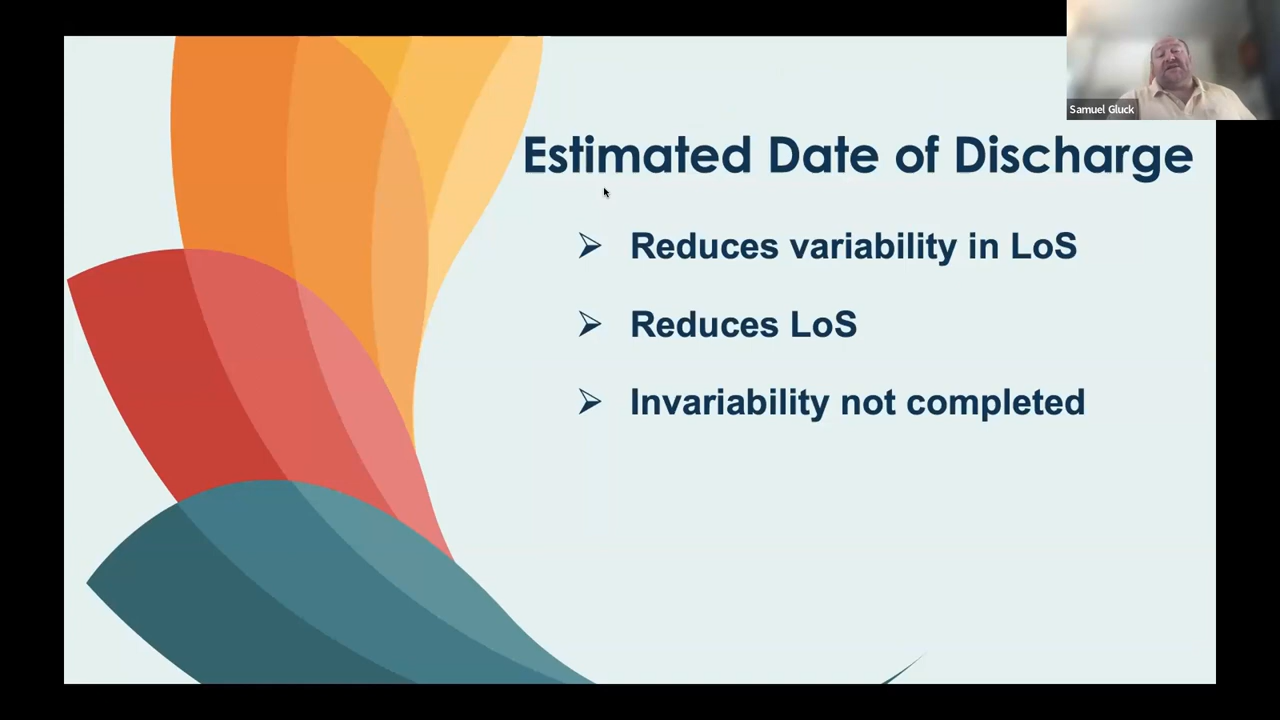 Samuel Gluck
Estimated Date of Discharge
Reduces variability in LoS
Reduces LoS
Invariability not completed